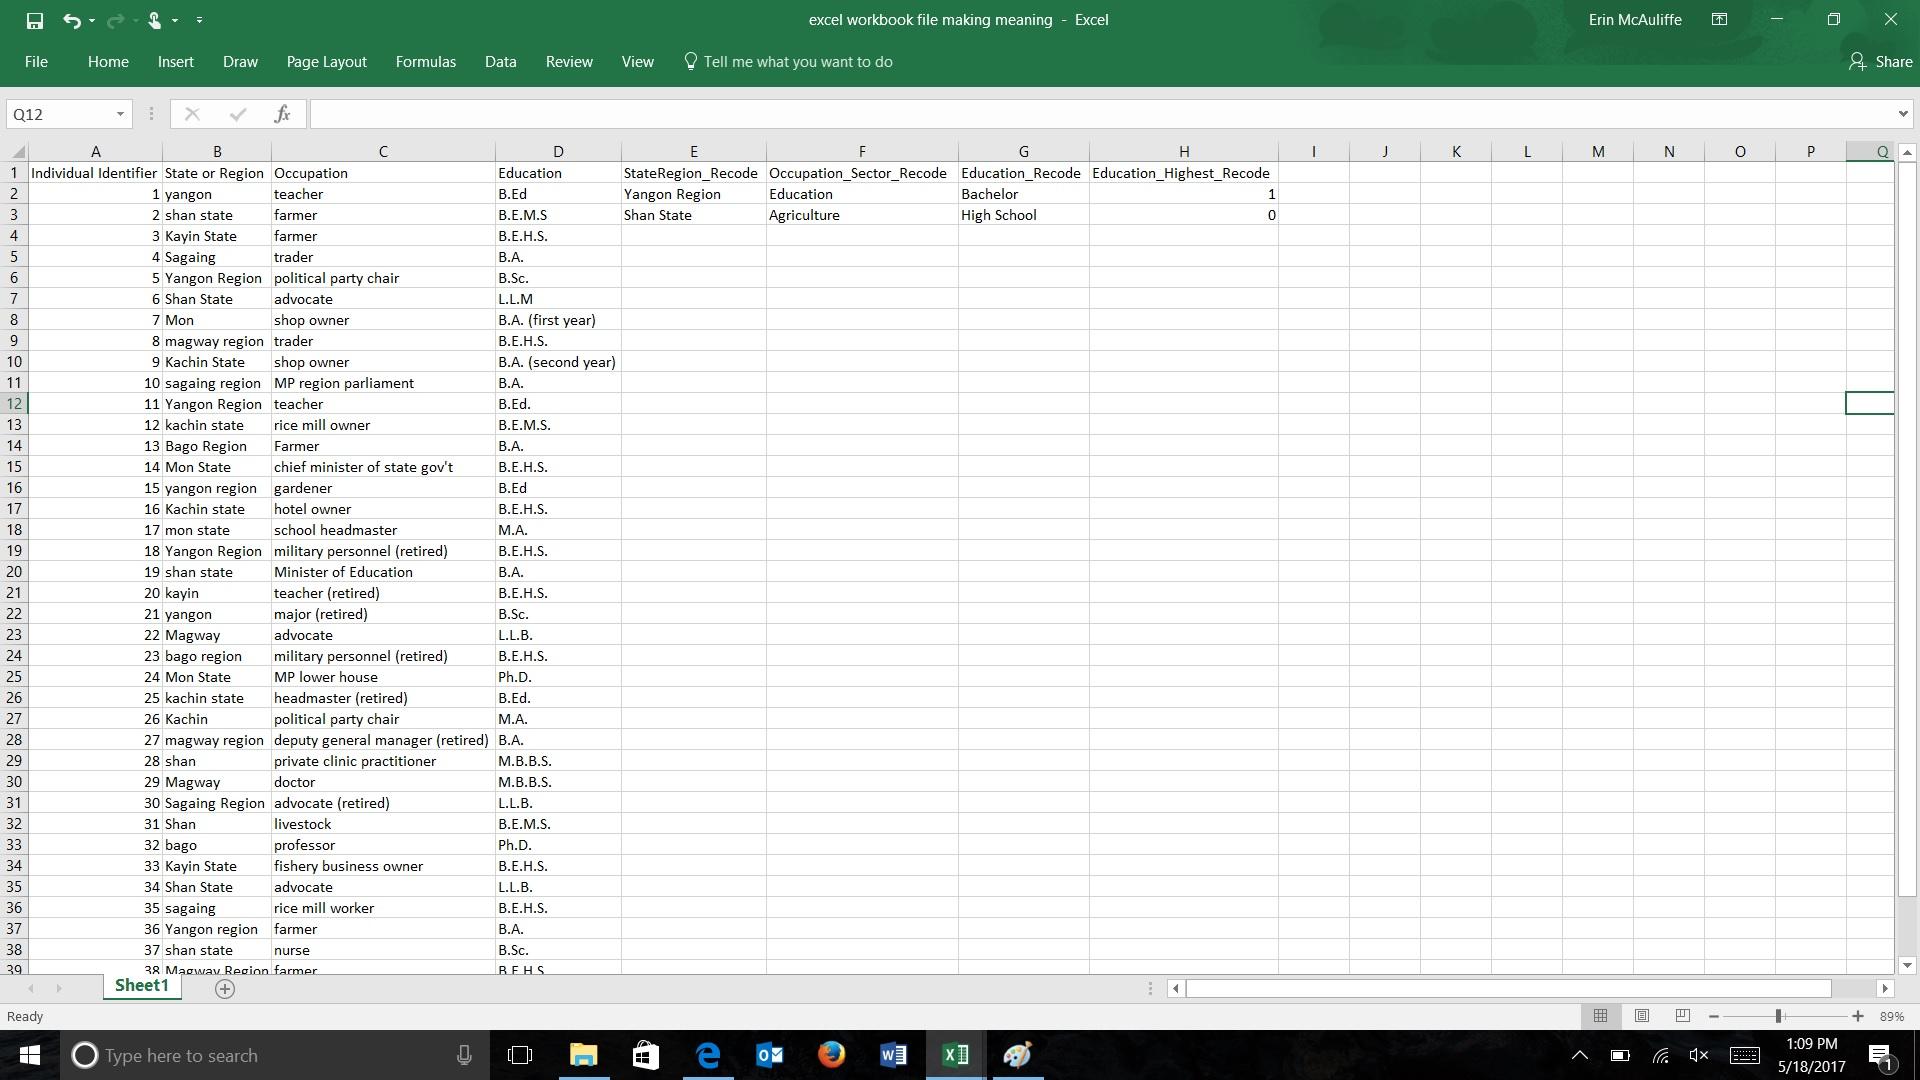 excel workbook file making meaning - Excel
Erin McAuliffe
File Home Insert Draw Page Layout Formulas Data Review View Tell me what you want to do Share
Q12 fx
A B C D E F G H I J K L M N O P Q
1 Individual Identifier State or Region Occupation Education StateRegion_Recode Occupation_Sector_Recode Education_Recode Education_Highest_Recode
2 1 yangon teacher B.Ed Yangon Region Education Bachelor 1
3 2 shan state farmer B.E.M.S Shan State Agriculture High School 0
4 3 Kayin State farmer B.E.H.S.
5 4 Sagaing trader B.A.
6 5 Yangon Region political party chair B.Sc.
7 6 Shan State advocate L.L.M
8 7 Mon shop owner B.A. (first year)
9 8 magway region trader B.E.H.S.
10 9 Kachin State shop owner B.A. (second year)
11 10 sagaing region MP region parliament B.A.
12 11 Yangon Region teacher B.Ed.
13 12 kachin state rice mill owner B.E.M.S.
14 13 Bago Region Farmer B.A.
15 14 Mon State chief minister of state gov't B.E.H.S.
16 15 yangon region gardener B.Ed
17 16 Kachin state hotel owner B.E.H.S.
18 17 mon state school headmaster M.A.
19 18 Yangon Region military personnel (retired) B.E.H.S.
20 19 shan state Minister of Education B.A.
21 20 kayin teacher (retired) B.E.H.S.
22 21 yangon major (retired) B.Sc.
23 22 Magway advocate L.L.B.
24 23 bago region military personnel (retired) B.E.H.S.
25 24 Mon State MP lower house Ph.D.
26 25 kachin state headmaster (retired) B.Ed.
27 26 Kachin political party chair M.A.
28 27 magway region deputy general manager (retired) B.A.
29 28 shan private clinic practitioner M.B.B.S.
30 29 Magway doctor M.B.B.S.
31 30 Sagaing Region advocate (retired) L.L.B.
32 31 Shan livestock B.E.M.S.
33 32 bago professor Ph.D.
34 33 Kayin State fishery business owner B.E.H.S.
35 34 Shan State advocate L.L.B.
36 35 sagaing rice mill worker B.E.H.S.
37 36 Yangon region farmer B.A.
38 37 shan state nurse B.Sc.
39 38 Magway Region farmer B.E.H.S.
Sheet1
Ready 89%
Type here to search
1:09 PM
5/18/2017
1